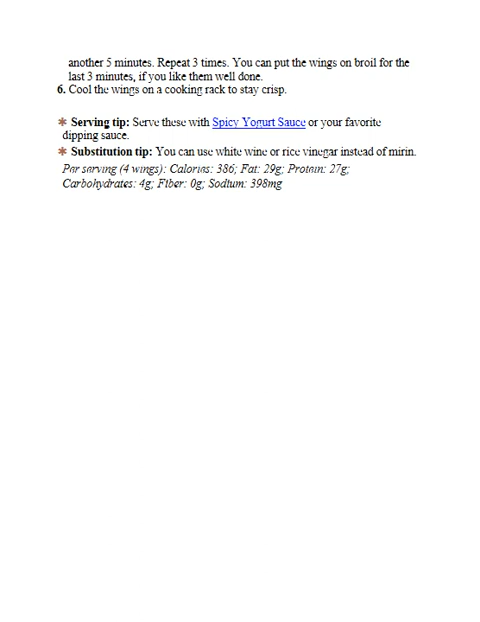 another 5 minutes. Repeat 3 times. You can put the wings on broil for the
last 3 minutes, if you like them well done.
6. Cool the wings on a cooking rack to stay crisp.
✱ Serving tip: Serve these with Spicy Yogurt Sauce or your favorite
dipping sauce.
✱ Substitution tip: You can use white wine or rice vinegar instead of mirin.
Per serving (4 wings): Calories: 386; Fat: 29g; Protein: 27g;
Carbohydrates: 4g; Fiber: 0g; Sodium: 398mg